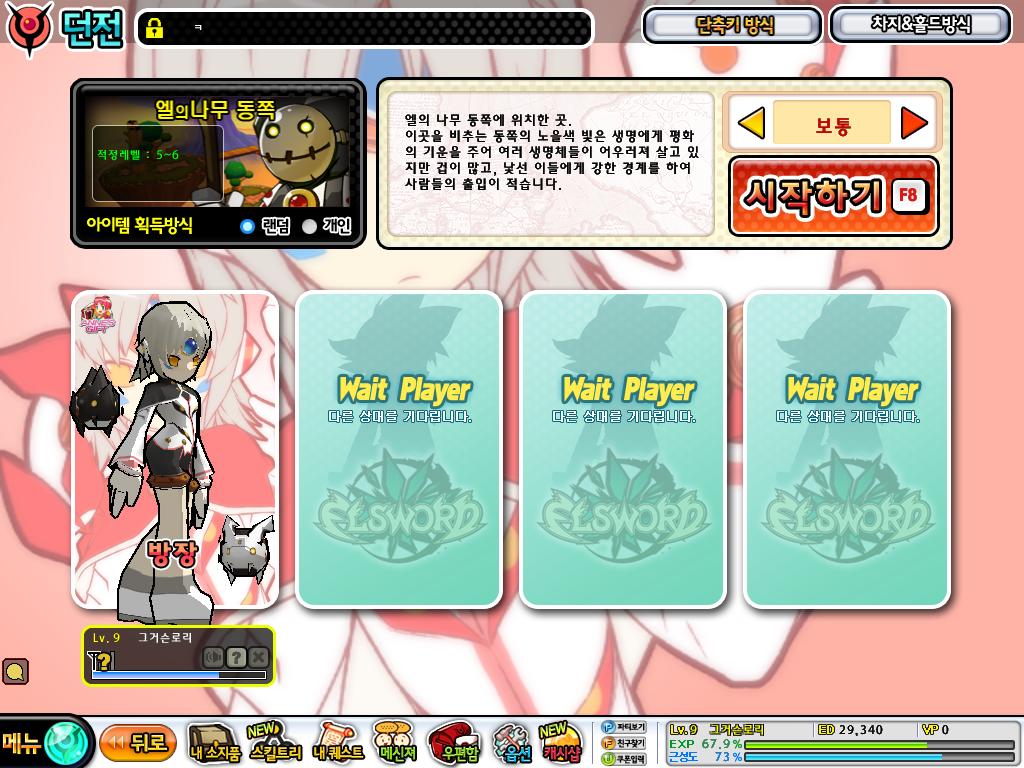 던전
ㅋ
단축키 방식
차지&홀드방식
엘의나무 동쪽
적정레벨 : 5~6
아이템 획득방식
랜덤
개인
엘의 나무 동쪽에 위치한 곳.
이곳을 비추는 동쪽의 노을색 빛은 생명에게 평화
의 기운을 주어 여러 생명체들이 어우러져 살고 있
지만 겁이 많고, 낯선 이들에게 강한 경계를 하여
사람들의 출입이 적습니다.
보통
시작하기 F8
ANNE'S
GIFT
방장
Wait Player
다른 상대를 기다립니다.
ELSWORD
Wait Player
다른 상대를 기다립니다.
ELSWORD
Wait Player
다른 상대를 기다립니다.
ELSWORD
Lv.9 그거슨로리
?
?
메뉴
뒤로
내 소지품
NEW
스킬트리
내 퀘스트
메신져
우편함
옵션
NEW
캐시샵
P 파티보기
F 친구찾기
U 쿠폰입력
Lv.9 그거슨로리
ED 29,340
VP 0
EXP 67.9%
근성도 73%